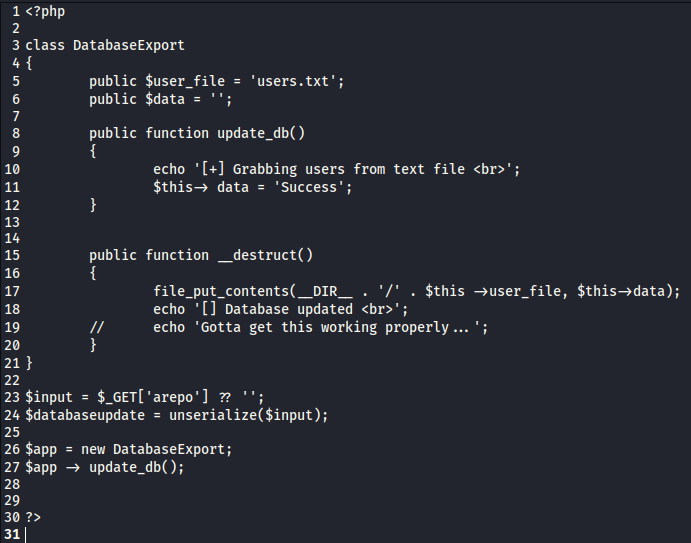 1 <?php
2
3 class DatabaseExport
4 {
5 public $user_file = 'users.txt';
6 public $data = '';
7
8 public function update_db()
9 {
10 echo '[+] Grabbing users from text file <br>';
11 $this-> data = 'Success';
12 }
13
14
15 public function __destruct()
16 {
17 file_put_contents(__DIR__ . '/' . $this ->user_file, $this->data);
18 echo '[] Database updated <br>';
19 // echo 'Gotta get this working properly...';
20 }
21 }
22
23 $input = $_GET['arepo'] ?? '';
24 $databaseupdate = unserialize($input);
25
26 $app = new DatabaseExport;
27 $app -> update_db();
28
29
30 ?>
31